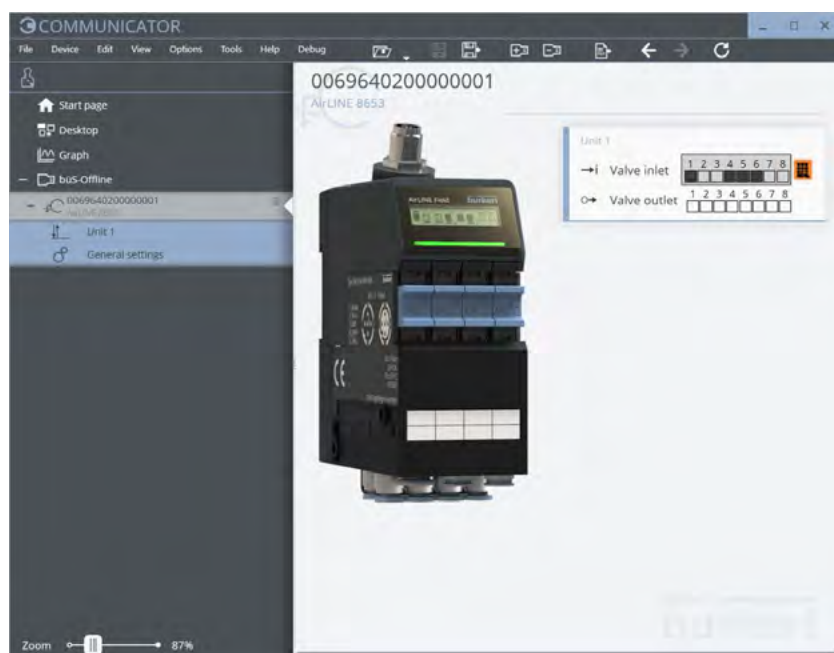 COMMUNICATOR
File Device Edit View Options Tools Help Debug
Start page
Desktop
Graph
büS-Offline
0069640200000001
Unit 1
General settings
Zoom 87%
0069640200000001
AirLINE 8653
AirLINE Field burkert
CE
Unit 1
Valve inlet 1 2 3 4 5 6 7 8
Valve outlet 1 2 3 4 5 6 7 8